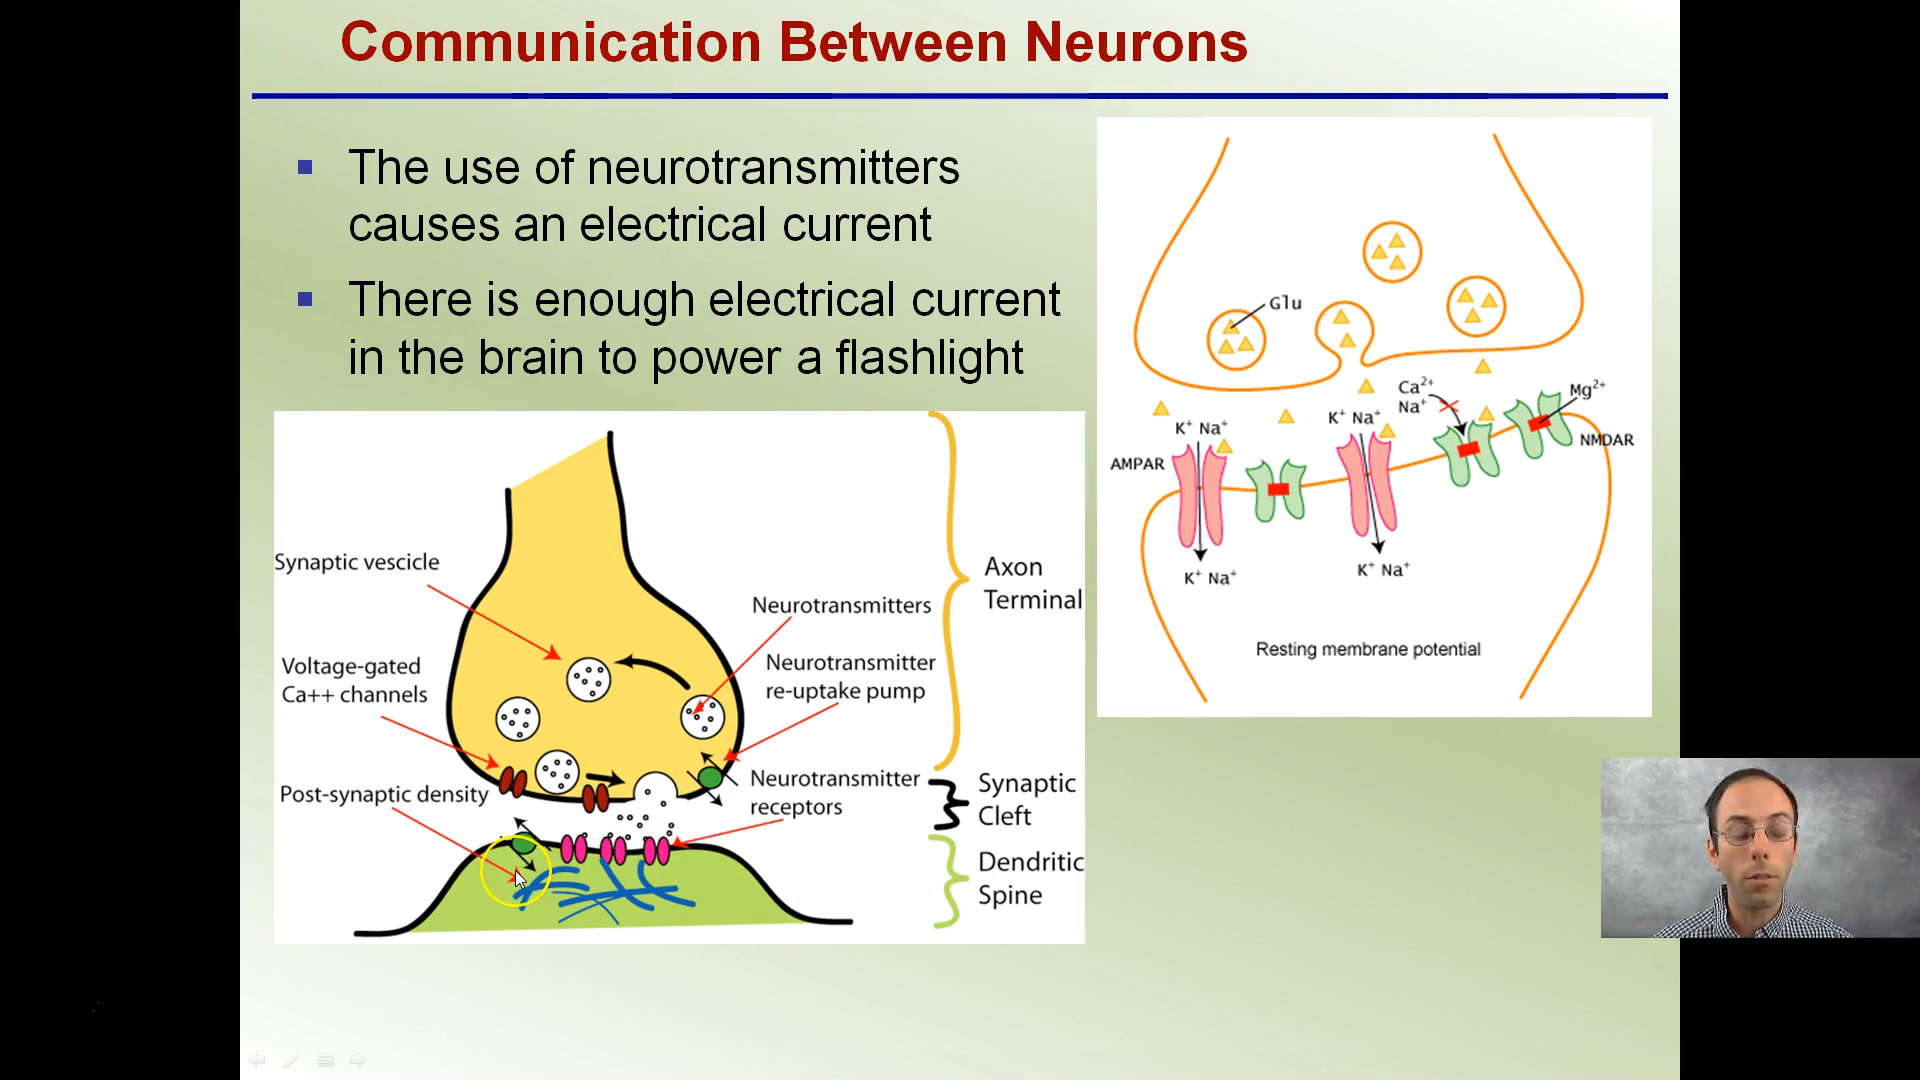 Communication Between Neurons
The use of neurotransmitters
causes an electrical current
There is enough electrical current
in the brain to power a flashlight
Synaptic vescicle
Voltage-gated
Ca++ channels
Post-synaptic density
Neurotransmitters
Neurotransmitter
re-uptake pump
Neurotransmitter
receptors
Axon
Terminal
Synaptic
Cleft
Dendritic
Spine
Glu
Ca²⁺
Na⁺
Mg²⁺
K⁺ Na⁺
K⁺ Na⁺
NMDAR
AMPAR
K⁺ Na⁺
K⁺ Na⁺
Resting membrane potential